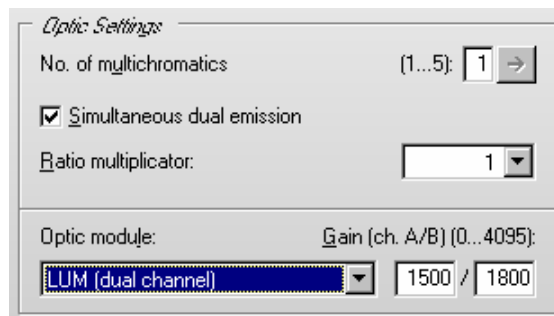 Optic Settings
No. of multichromatics (1...5): 1
Simultaneous dual emission
Ratio multiplicator: 1
Optic module: Gain (ch. A/B) (0...4095):
LUM (dual channel) 1500 / 1800